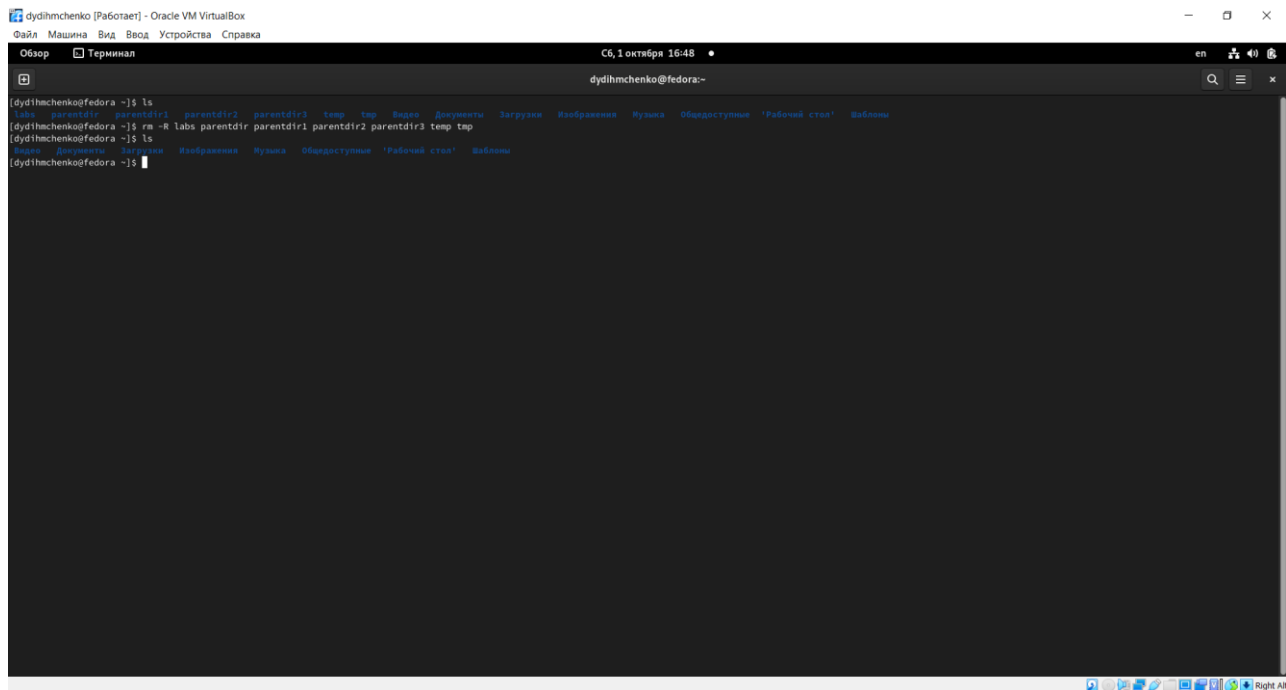 dydihmchenko [Работает] - Oracle VM VirtualBox
Файл Машина Вид Ввод Устройства Справка
Обзор Терминал Сб, 1 октября 16:48 en
dydihmchenko@fedora:~
[dydihmchenko@fedora ~]$ ls
labs parentdir parentdir1 parentdir2 parentdir3 temp tmp Видео Документы Загрузки Изображения Музыка Общедоступные 'Рабочий стол' Шаблоны
[dydihmchenko@fedora ~]$ rm -R labs parentdir parentdir1 parentdir2 parentdir3 temp tmp
[dydihmchenko@fedora ~]$ ls
Видео Документы Загрузки Изображения Музыка Общедоступные 'Рабочий стол' Шаблоны
[dydihmchenko@fedora ~]$
Right Alt